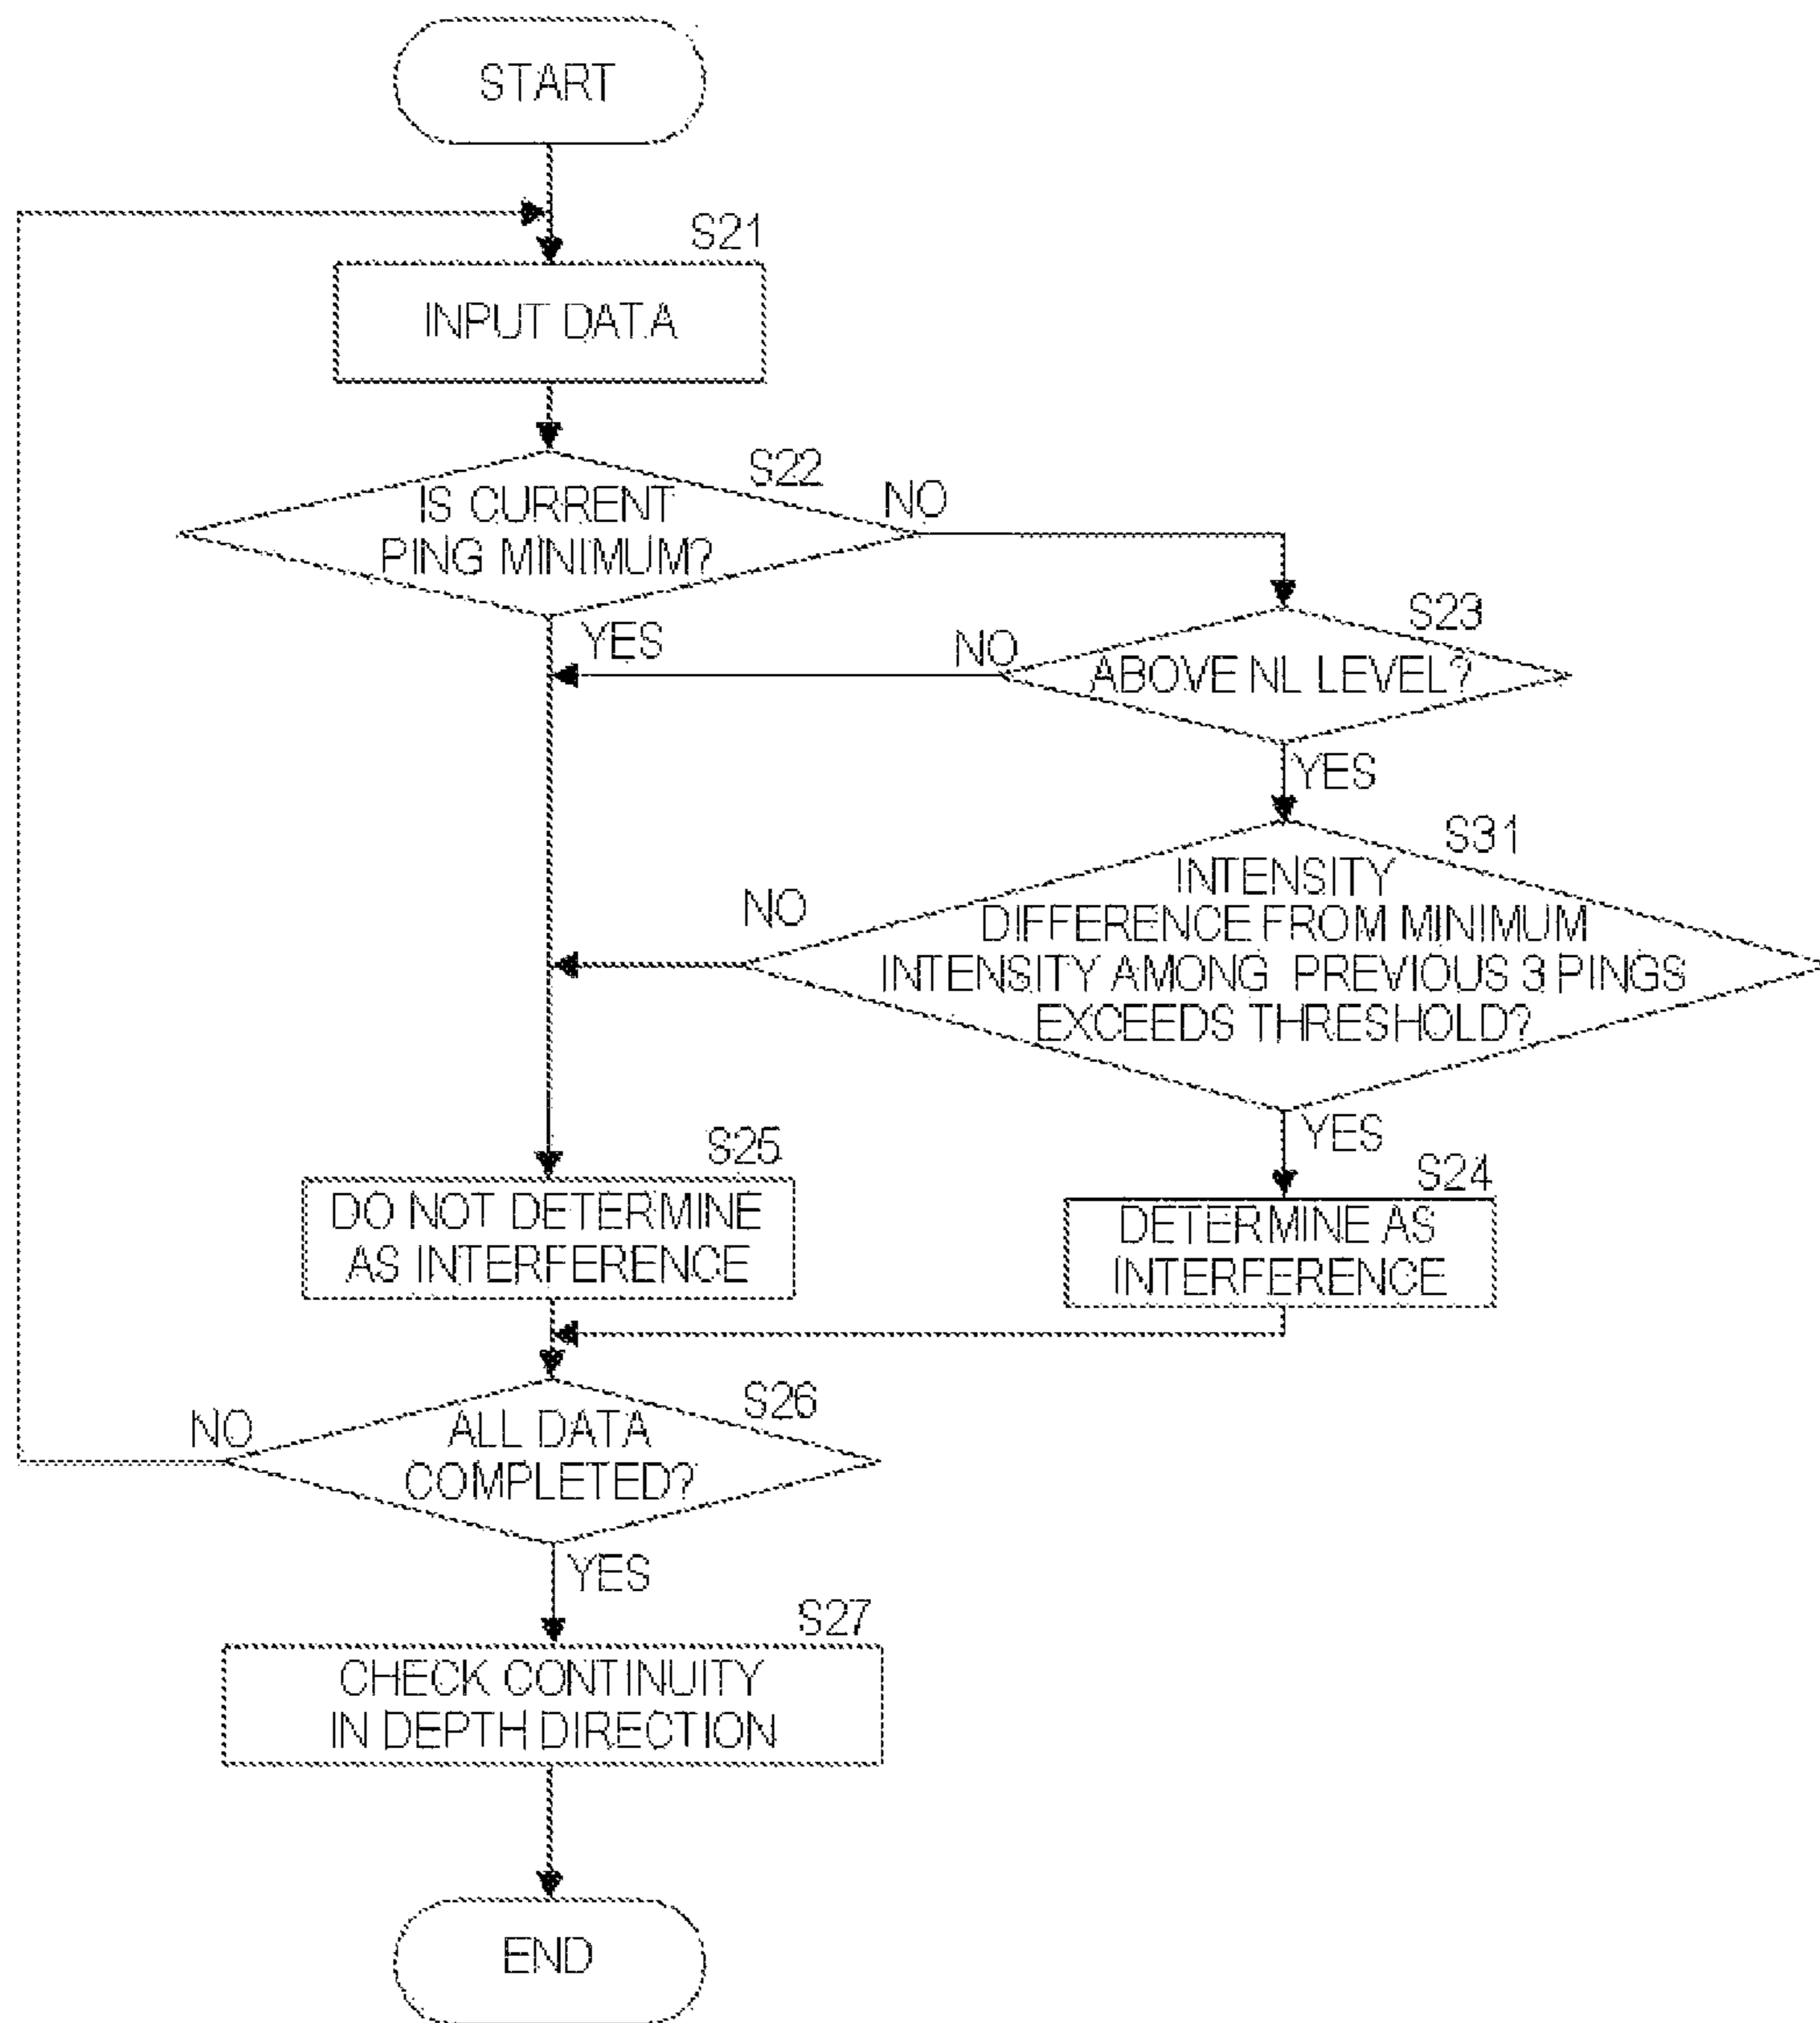 START
S21
INPUT DATA
S22
IS CURRENT
PING MINIMUM?
NO
YES
S23
ABOVE NL LEVEL?
NO
YES
S31
INTENSITY
DIFFERENCE FROM MINIMUM
INTENSITY AMONG PREVIOUS 3 PINGS
EXCEEDS THRESHOLD?
NO
YES
S25
DO NOT DETERMINE
AS INTERFERENCE
S24
DETERMINE AS
INTERFERENCE
S26
ALL DATA
COMPLETED?
NO
YES
S27
CHECK CONTINUITY
IN DEPTH DIRECTION
END